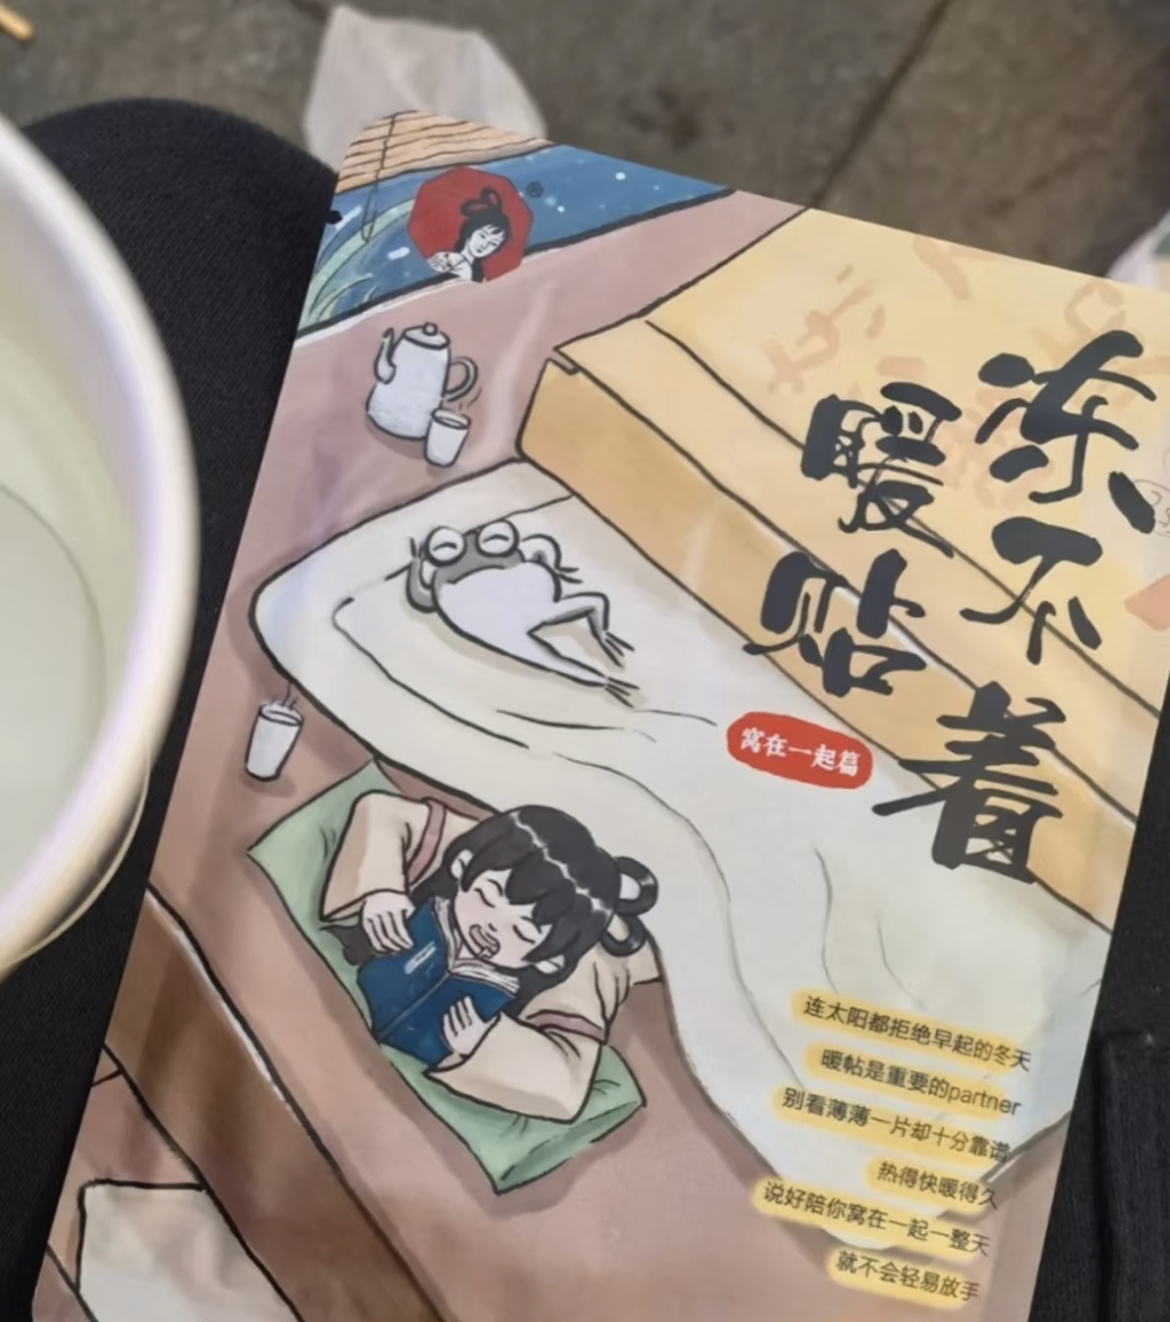 ®
冻不着
暖贴
窝在一起篇
连太阳都拒绝早起的冬天
暖帖是重要的partner
别看薄薄一片却十分靠谱
热得快暖得久
说好陪你窝在一起一整天
就不会轻易放手